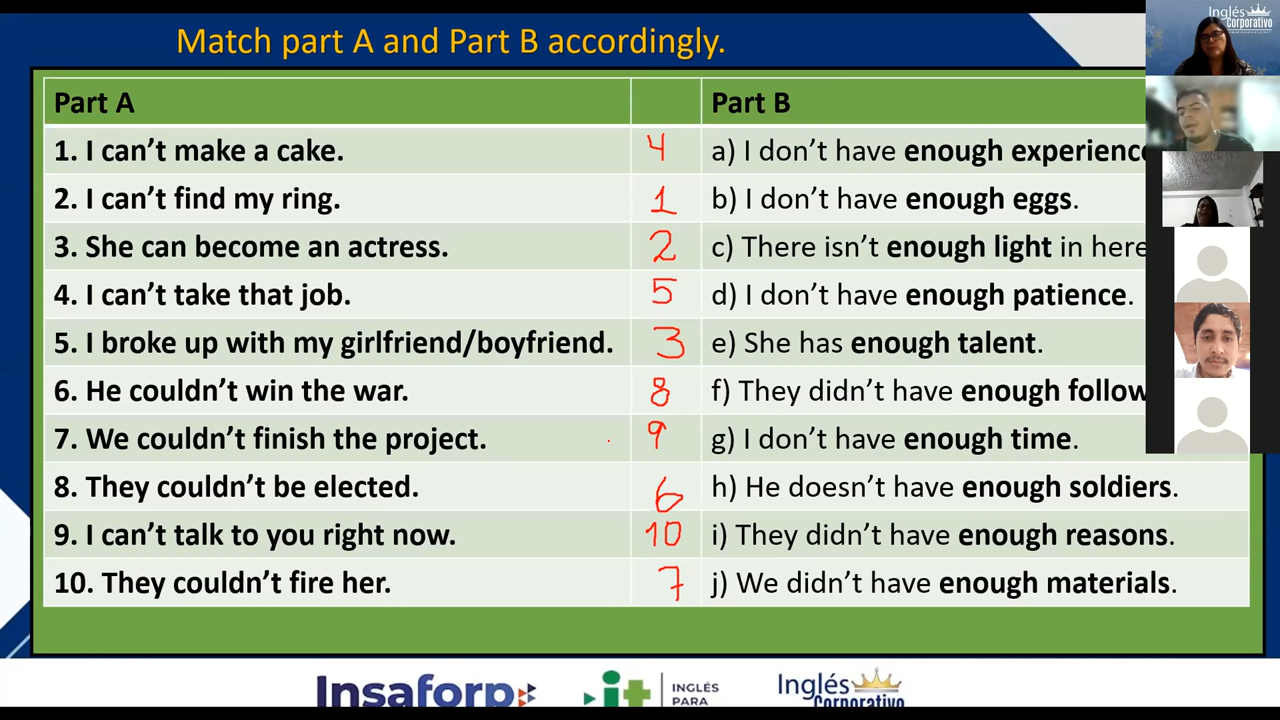 Inglés
Corporativo
Match part A and Part B accordingly.
Part A Part B
1. I can't make a cake. 4 a) I don't have enough experience
2. I can't find my ring. 1 b) I don't have enough eggs.
3. She can become an actress. 2 c) There isn't enough light in here
4. I can't take that job. 5 d) I don't have enough patience.
5. I broke up with my girlfriend/boyfriend. 3 e) She has enough talent.
6. He couldn't win the war. 8 f) They didn't have enough follow
7. We couldn't finish the project. 9 g) I don't have enough time.
8. They couldn't be elected. 6 h) He doesn't have enough soldiers.
9. I can't talk to you right now. 10 i) They didn't have enough reasons.
10. They couldn't fire her. 7 j) We didn't have enough materials.
Insaforp it INGLÉS PARA Inglés Corporativo